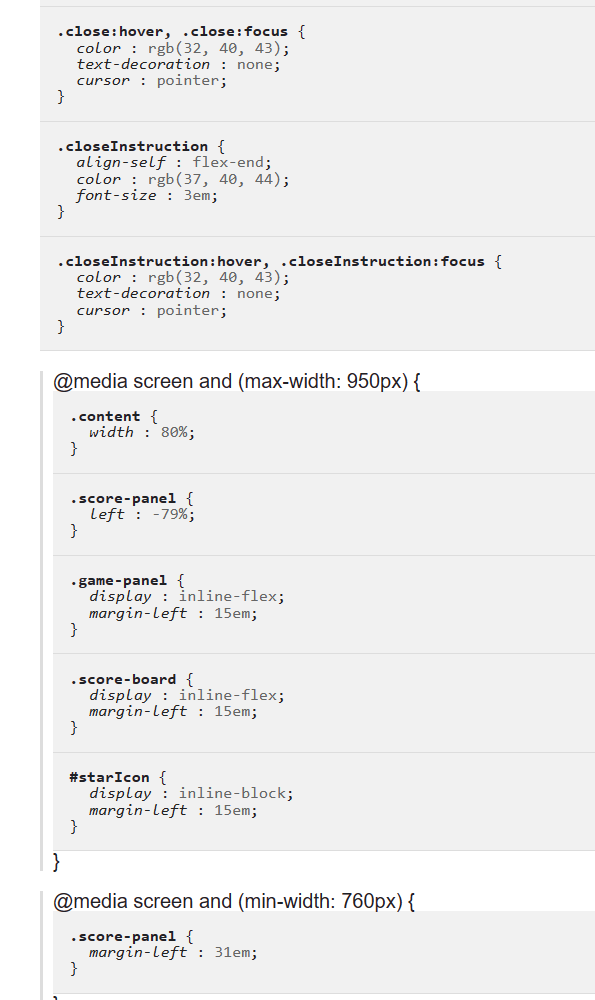 .close:hover, .close:focus {
color : rgb(32, 40, 43);
text-decoration : none;
cursor : pointer;
}
.closeInstruction {
align-self : flex-end;
color : rgb(37, 40, 44);
font-size : 3em;
}
.closeInstruction:hover, .closeInstruction:focus {
color : rgb(32, 40, 43);
text-decoration : none;
cursor : pointer;
}
@media screen and (max-width: 950px) {
.content {
width : 80%;
}
.score-panel {
left : -79%;
}
.game-panel {
display : inline-flex;
margin-left : 15em;
}
.score-board {
display : inline-flex;
margin-left : 15em;
}
#starIcon {
display : inline-block;
margin-left : 15em;
}
}
@media screen and (min-width: 760px) {
.score-panel {
margin-left : 31em;
}
}